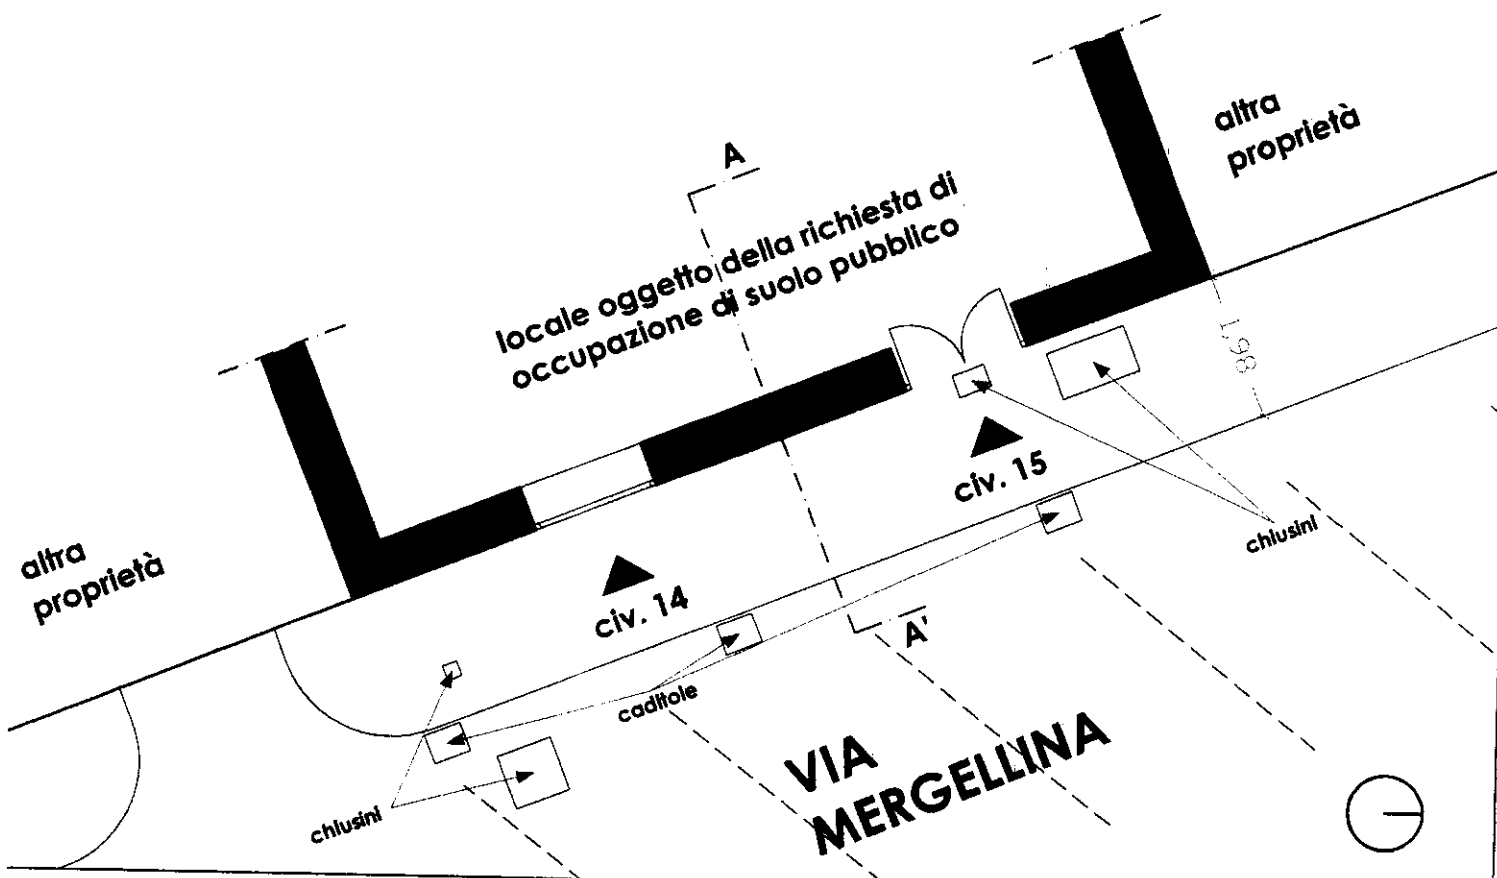 altra
proprietà
A
locale oggetto della richiesta di
occupazione di suolo pubblico
1,98
civ. 15
chiusini
altra
proprietà
civ. 14
A'
caditoie
VIA
MERGELLINA
chiusini